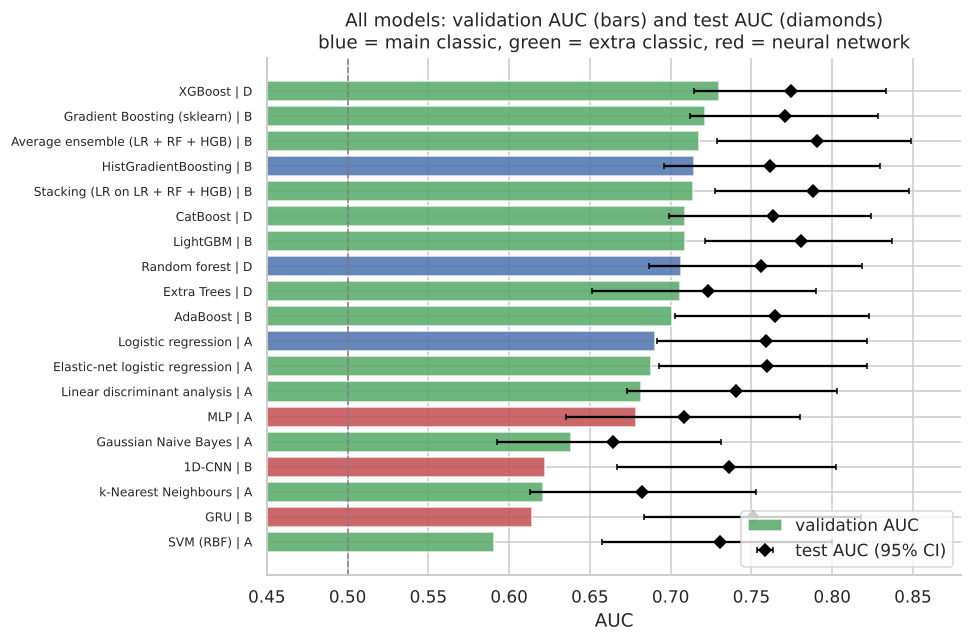 All models: validation AUC (bars) and test AUC (diamonds)
blue = main classic, green = extra classic, red = neural network
XGBoost | D
Gradient Boosting (sklearn) | B
Average ensemble (LR + RF + HGB) | B
HistGradientBoosting | B
Stacking (LR on LR + RF + HGB) | B
CatBoost | D
LightGBM | B
Random forest | D
Extra Trees | D
AdaBoost | B
Logistic regression | A
Elastic-net logistic regression | A
Linear discriminant analysis | A
MLP | A
Gaussian Naive Bayes | A
1D-CNN | B
k-Nearest Neighbours | A
GRU | B
SVM (RBF) | A
validation AUC
test AUC (95% CI)
0.45 0.50 0.55 0.60 0.65 0.70 0.75 0.80 0.85
AUC